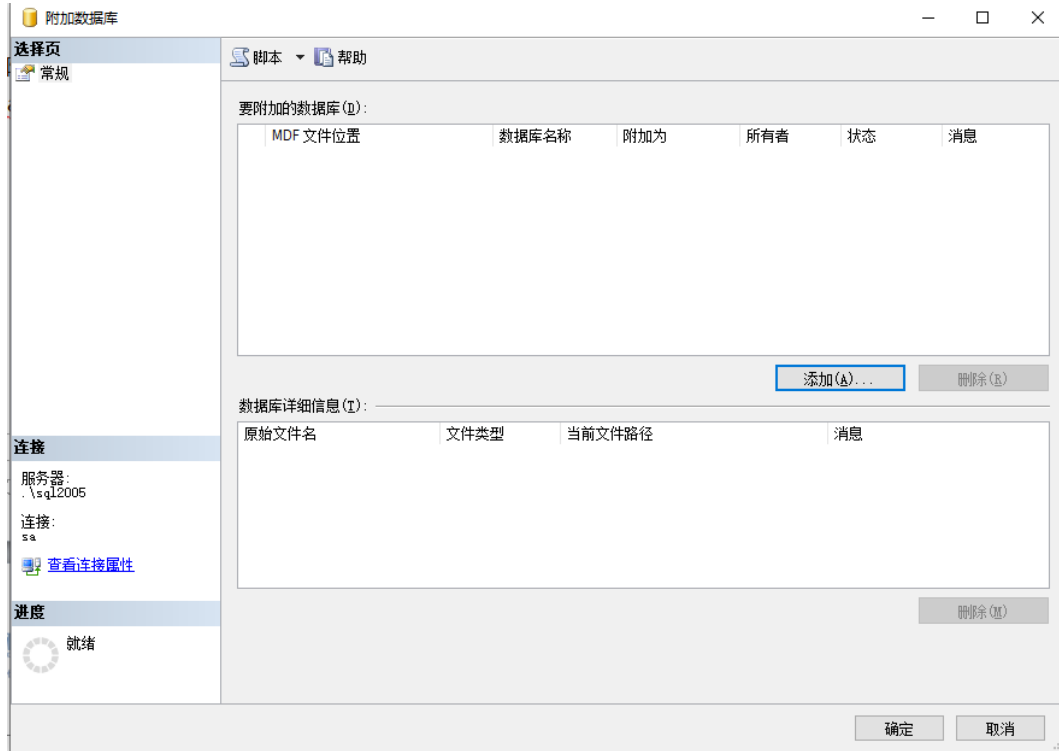 附加数据库
选择页
常规
脚本 帮助
要附加的数据库(D):
MDF 文件位置 数据库名称 附加为 所有者 状态 消息
添加(A)... 删除(R)
数据库详细信息(T):
原始文件名 文件类型 当前文件路径 消息
删除(M)
连接
服务器:
.\sql2005
连接:
sa
查看连接属性
进度
就绪
确定 取消